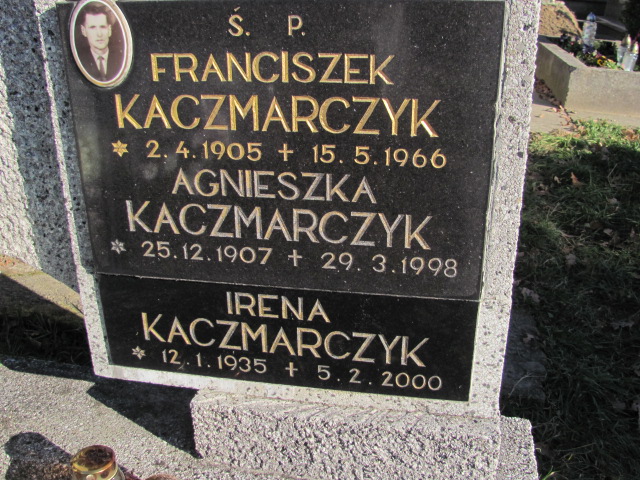 Ś. P.
FRANCISZEK
KACZMARCZYK
* 2.4.1905 + 15.5.1966
AGNIESZKA
KACZMARCZYK
* 25.12.1907 + 29.3.1998
IRENA
KACZMARCZYK
* 12.1.1935 + 5.2.2000